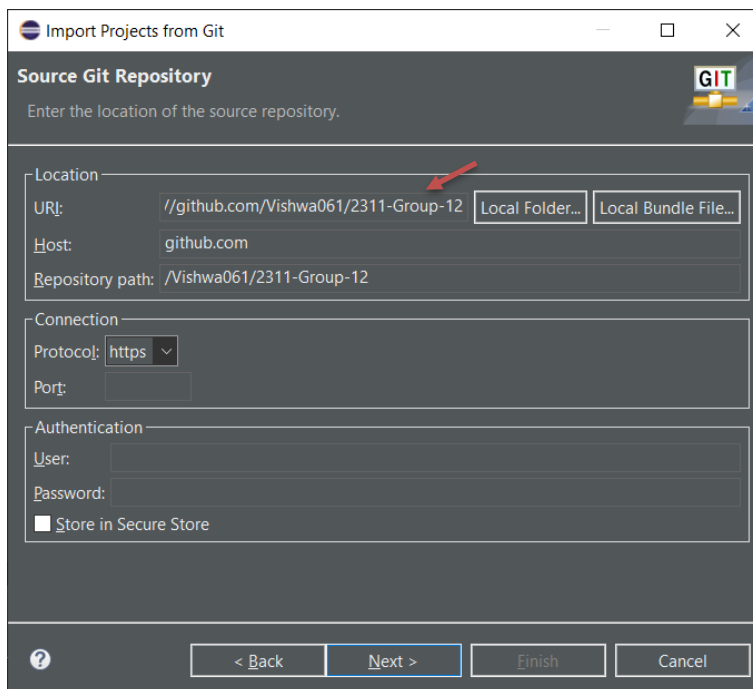 Import Projects from Git
Source Git Repository
GIT
Enter the location of the source repository.
Location
URI: //github.com/Vishwa061/2311-Group-12 Local Folder... Local Bundle File...
Host: github.com
Repository path: /Vishwa061/2311-Group-12
Connection
Protocol: https
Port:
Authentication
User:
Password:
Store in Secure Store
? < Back Next > Finish Cancel